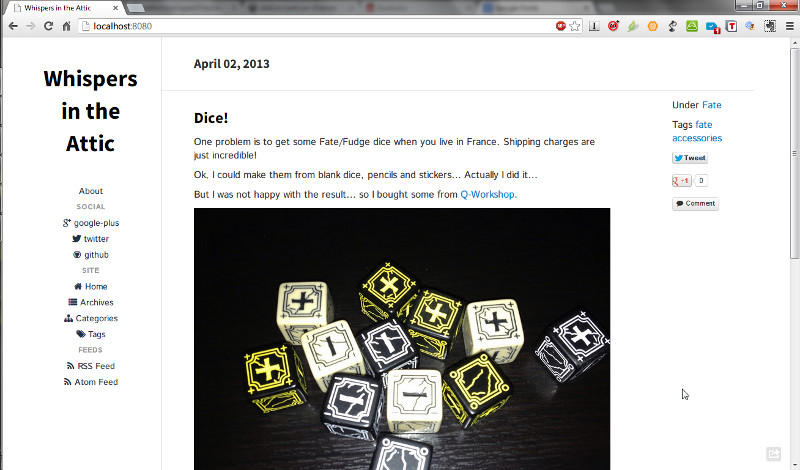 Whispers in the Attic
localhost:8080
Whispers
in the
Attic
About
SOCIAL
google-plus
twitter
github
SITE
Home
Archives
Categories
Tags
FEEDS
RSS Feed
Atom Feed
April 02, 2013
Dice!
One problem is to get some Fate/Fudge dice when you live in France. Shipping charges are
just incredible!
Ok, I could make them from blank dice, pencils and stickers... Actually I did it...
But I was not happy with the result... so I bought some from Q-Workshop.
Under Fate
Tags fate
accessories
Tweet
+1 0
Comment